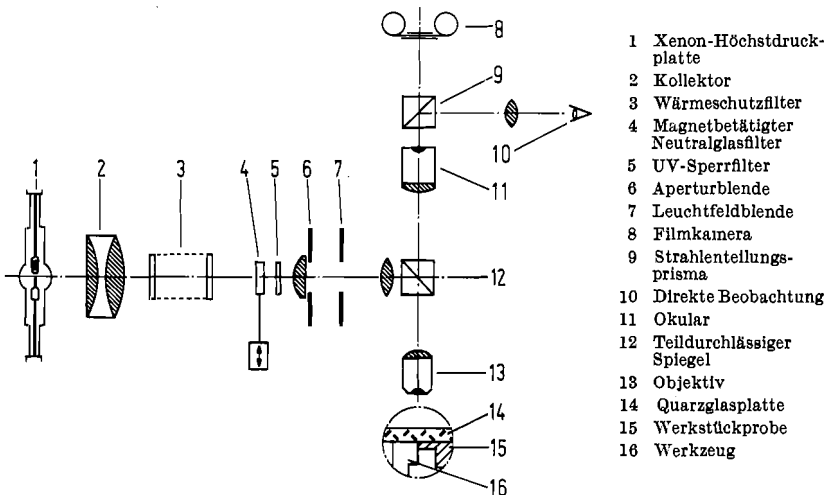 8
9
10
11
1
2
3
4
5
6
7
12
13
14
15
16
1 Xenon-Höchstdruck-
platte
2 Kollektor
3 Wärmeschutzfilter
4 Magnetbetätigter
Neutralglasfilter
5 UV-Sperrfilter
6 Aperturblende
7 Leuchtfeldblende
8 Filmkamera
9 Strahlenteilungs-
prisma
10 Direkte Beobachtung
11 Okular
12 Teildurchlässiger
Spiegel
13 Objektiv
14 Quarzglasplatte
15 Werkstückprobe
16 Werkzeug